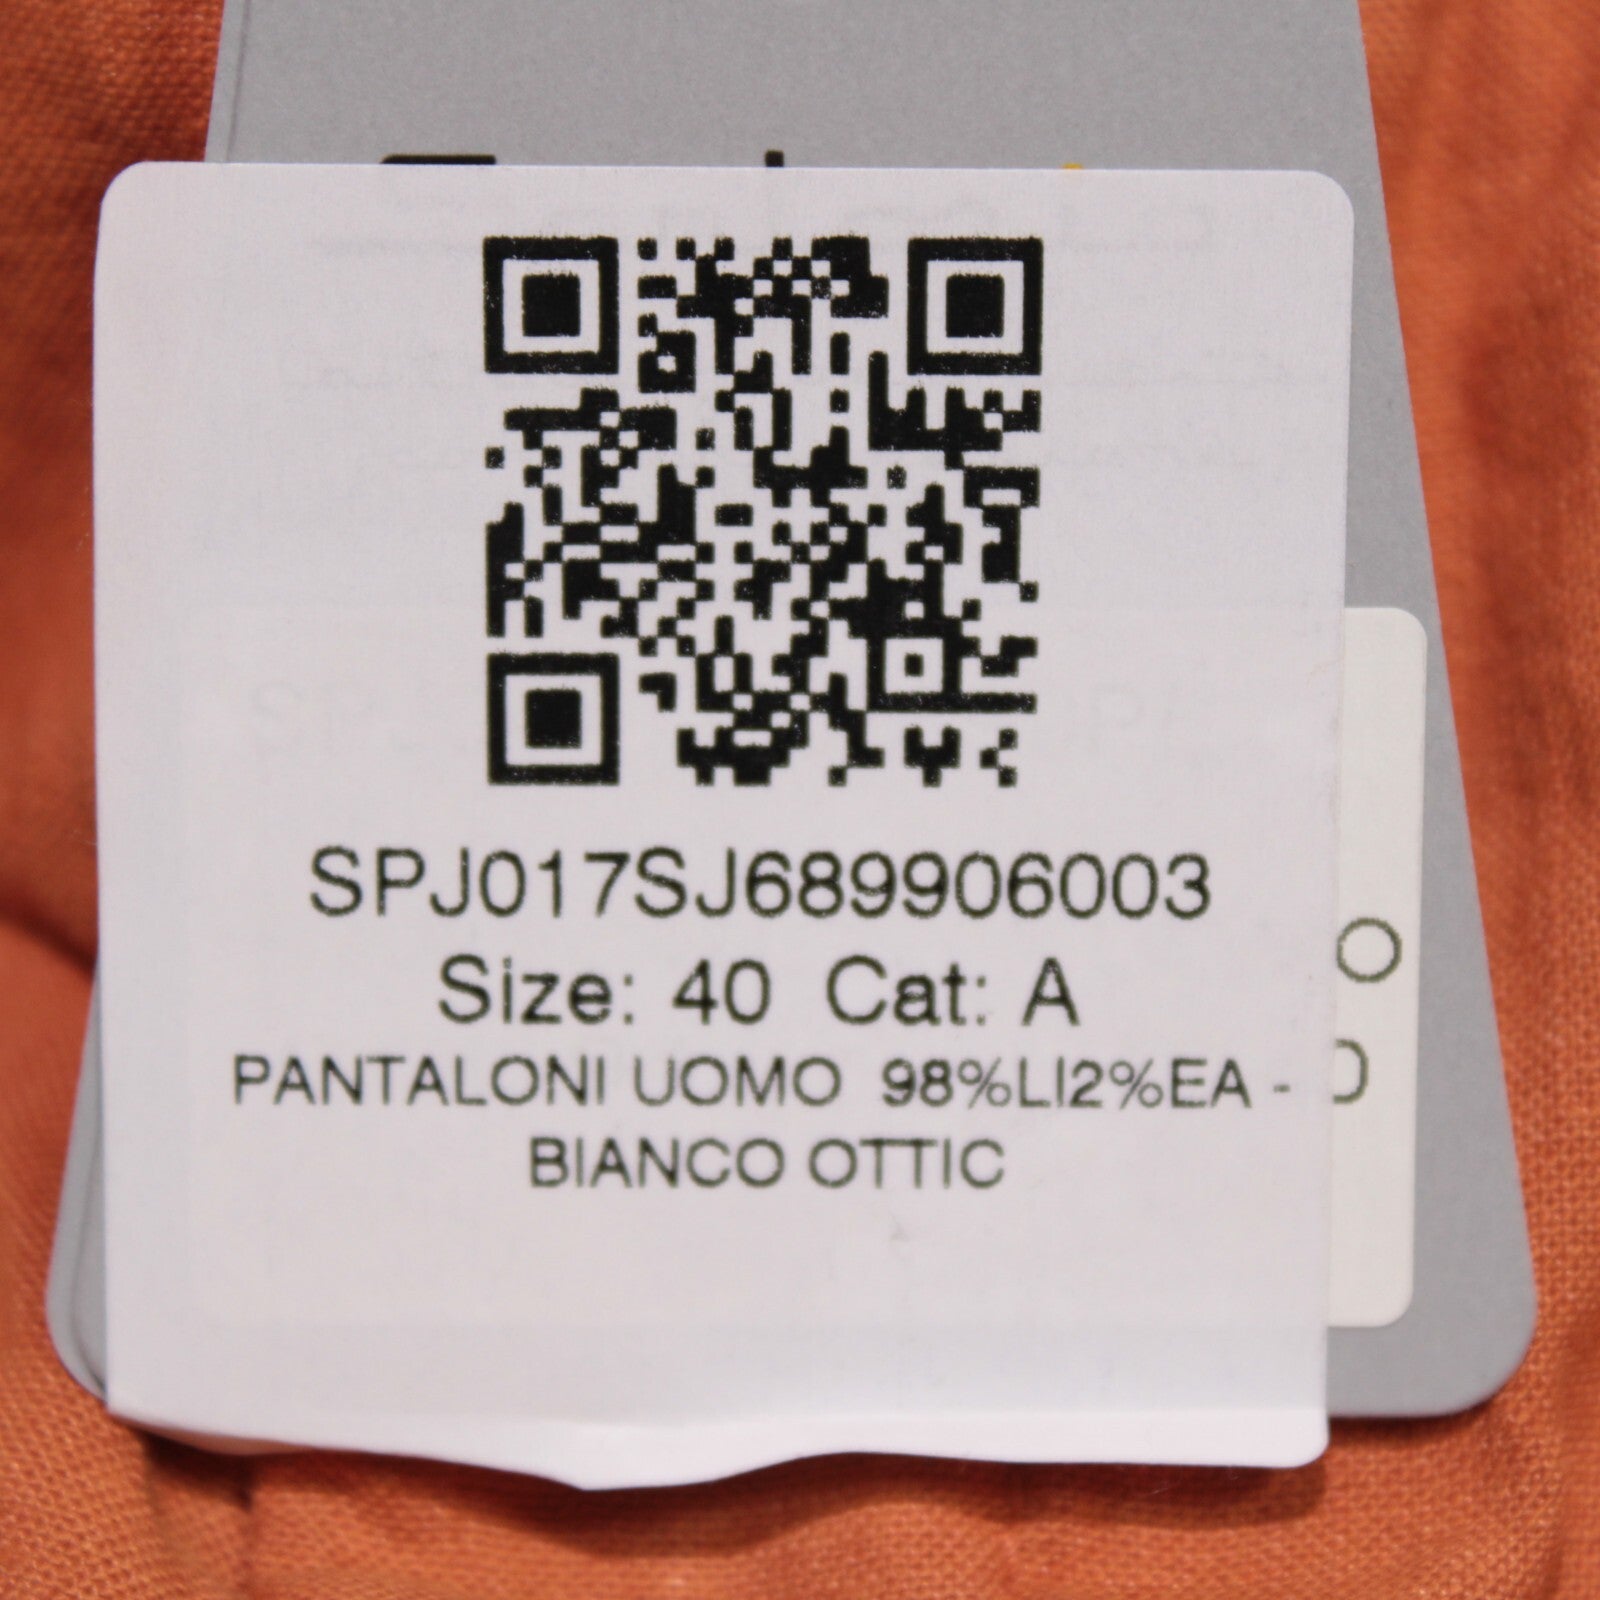 SPJ017SJ689906003
Size: 40 Cat: A
PANTALONI UOMO 98%LI2%EA -
BIANCO OTTIC